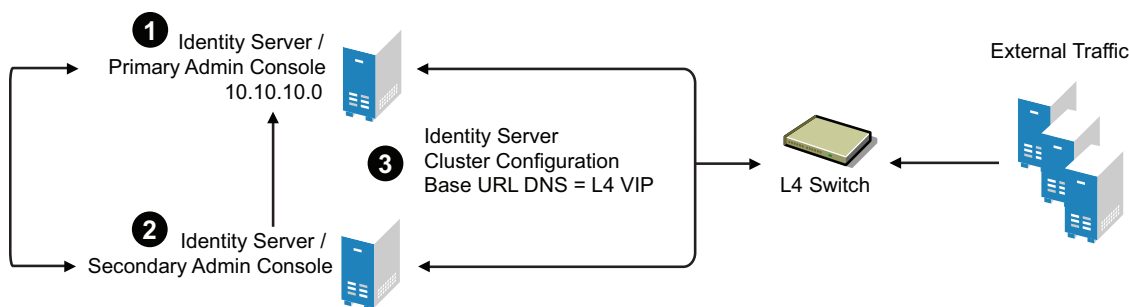 1
Identity Server /
Primary Admin Console
10.10.10.0
2
Identity Server /
Secondary Admin Console
3
Identity Server
Cluster Configuration
Base URL DNS = L4 VIP
L4 Switch
External Traffic